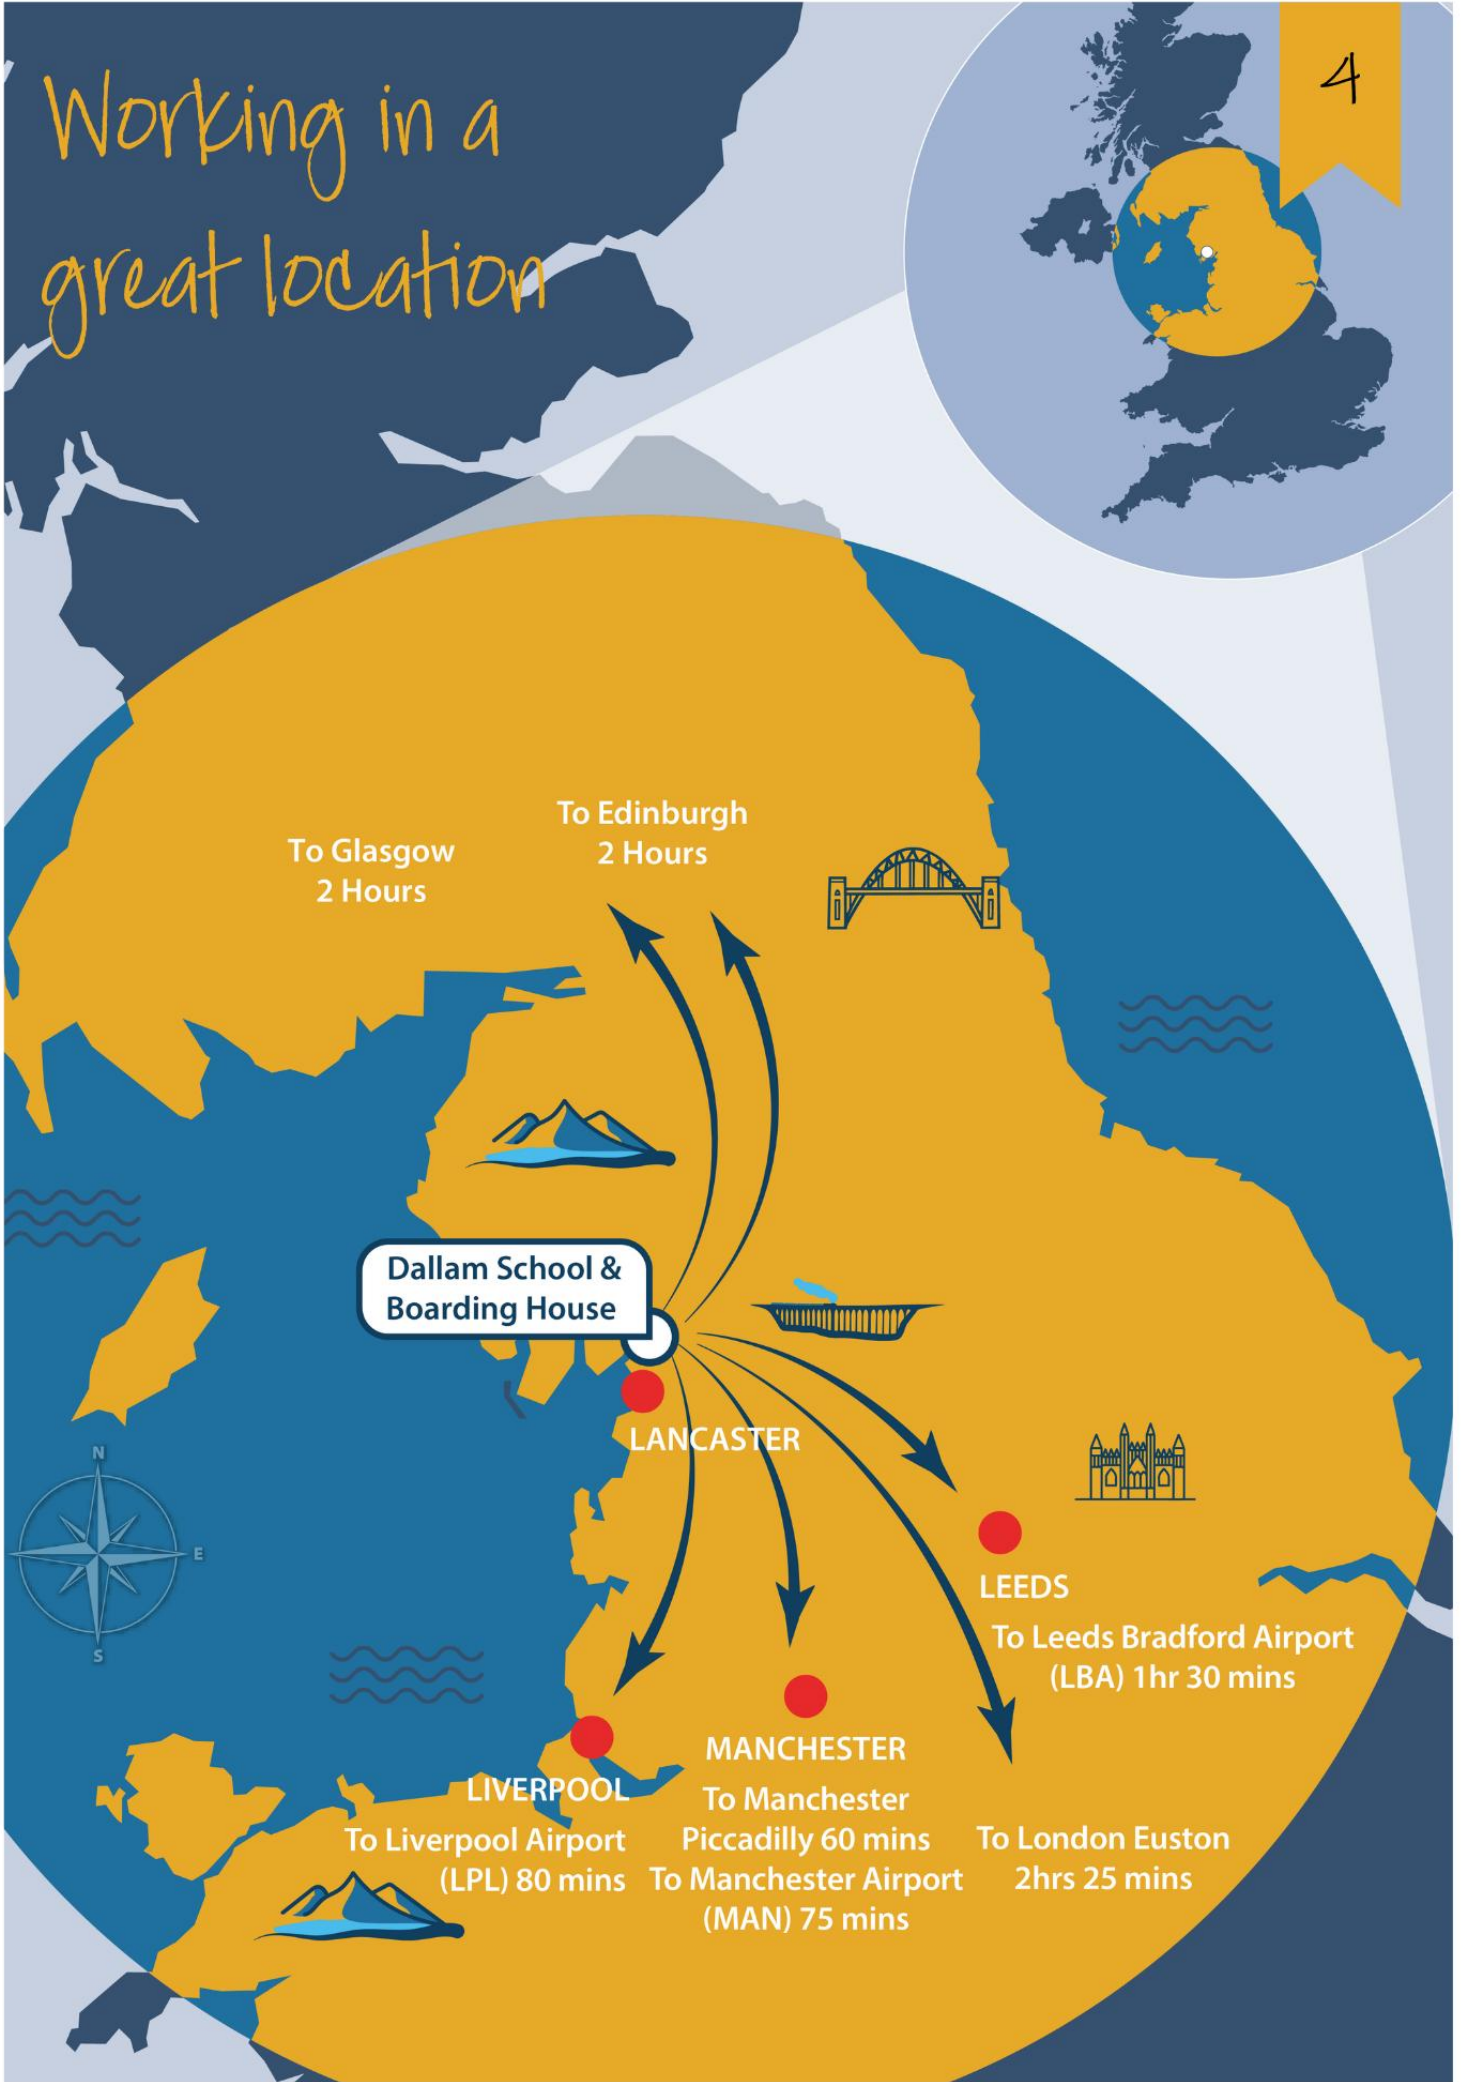 Working in a
great location
4
To Edinburgh
2 Hours
To Glasgow
2 Hours
Dallam School &
Boarding House
LANCASTER
N
E
S
LEEDS
To Leeds Bradford Airport
(LBA) 1hr 30 mins
MANCHESTER
To Manchester
Piccadilly 60 mins
To Manchester Airport
(MAN) 75 mins
LIVERPOOL
To Liverpool Airport
(LPL) 80 mins
To London Euston
2hrs 25 mins